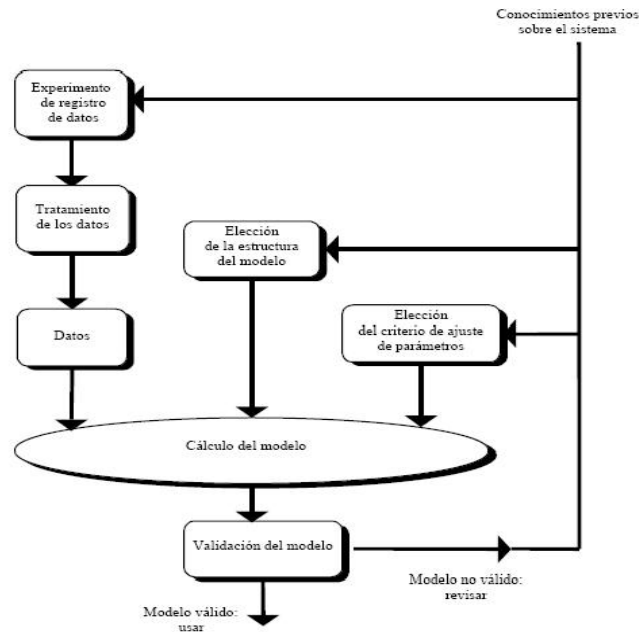 Conocimientos previos
sobre el sistema
Experimento
de registro
de datos
Tratamiento
de los datos
Elección
de la estructura
del modelo
Datos
Elección
del criterio de ajuste
de parámetros
Cálculo del modelo
Validación del modelo
Modelo no válido:
revisar
Modelo válido:
usar